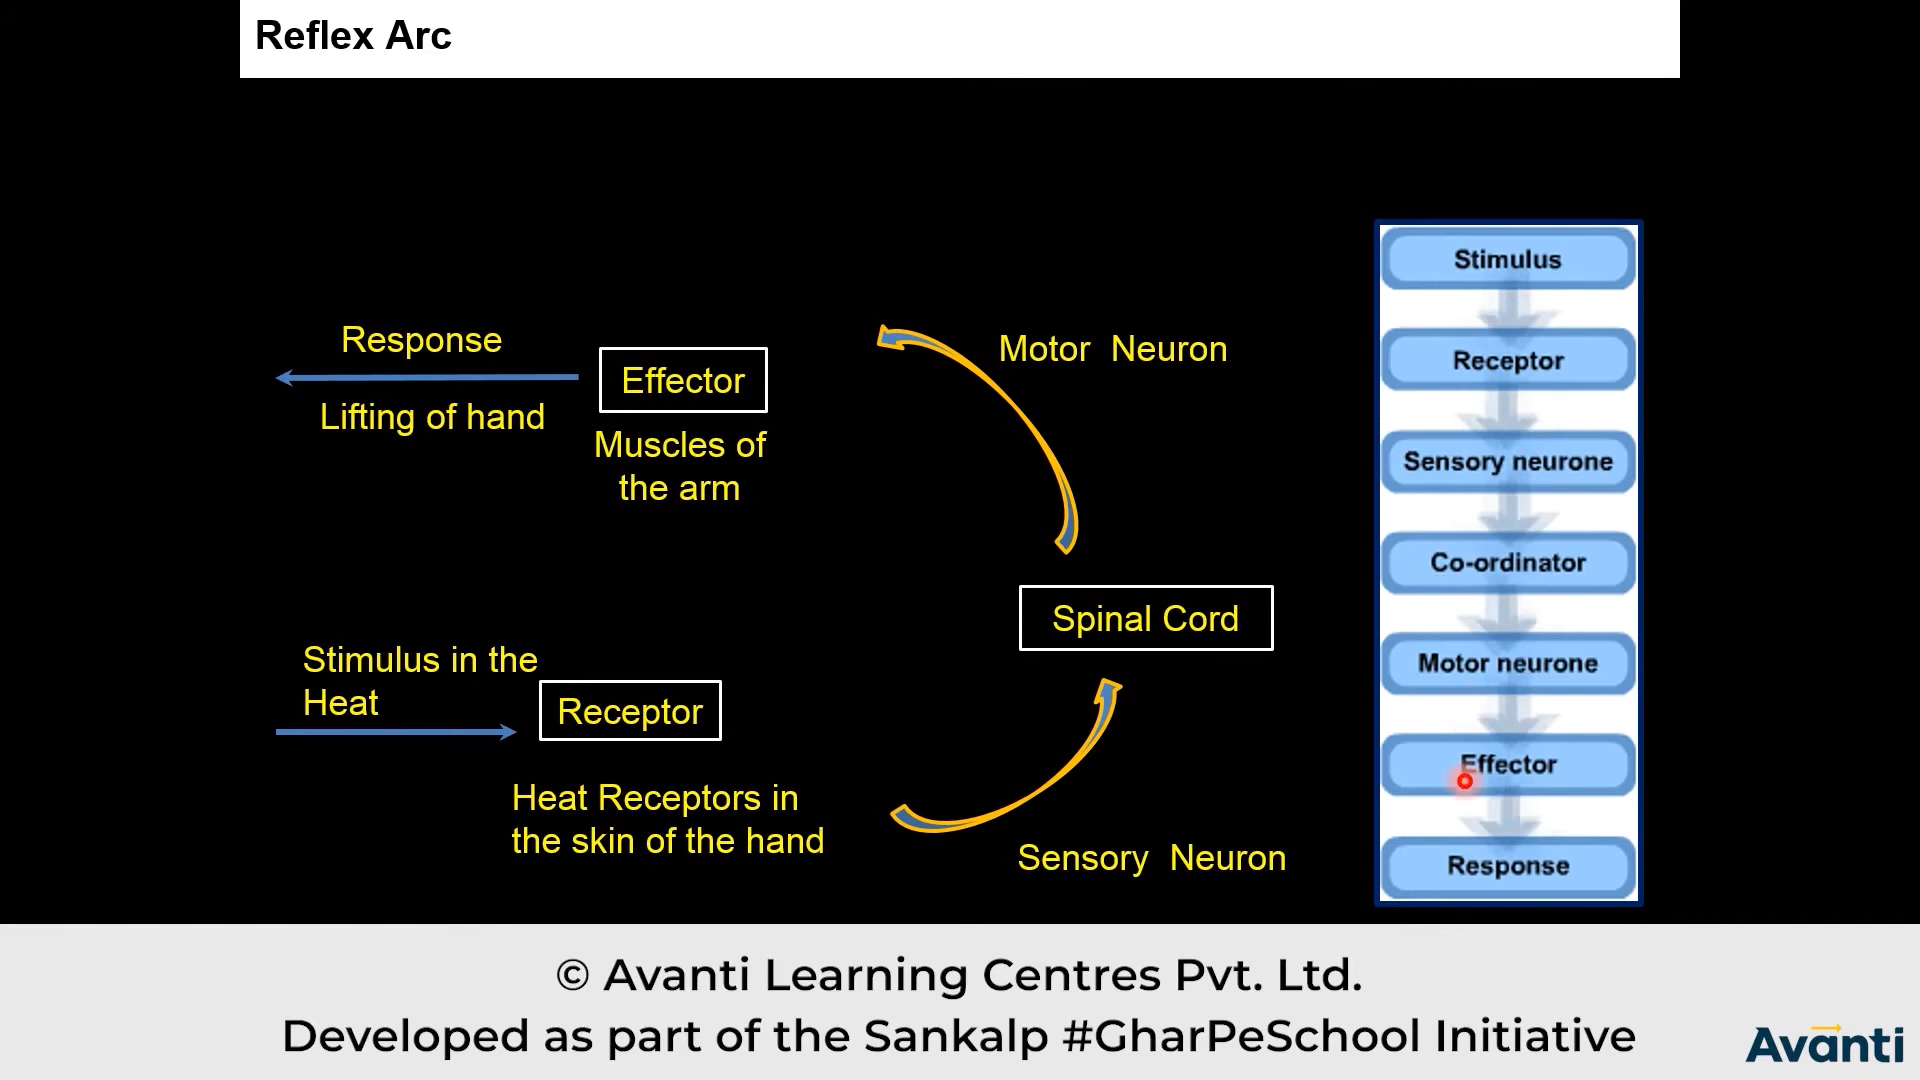 Reflex Arc
Response
Lifting of hand
Effector
Muscles of
the arm
Motor Neuron
Spinal Cord
Stimulus in the
Heat
Receptor
Heat Receptors in
the skin of the hand
Sensory Neuron
Stimulus
Receptor
Sensory neurone
Co-ordinator
Motor neurone
Effector
Response
© Avanti Learning Centres Pvt. Ltd.
Developed as part of the Sankalp #GharPeSchool Initiative
Avanti